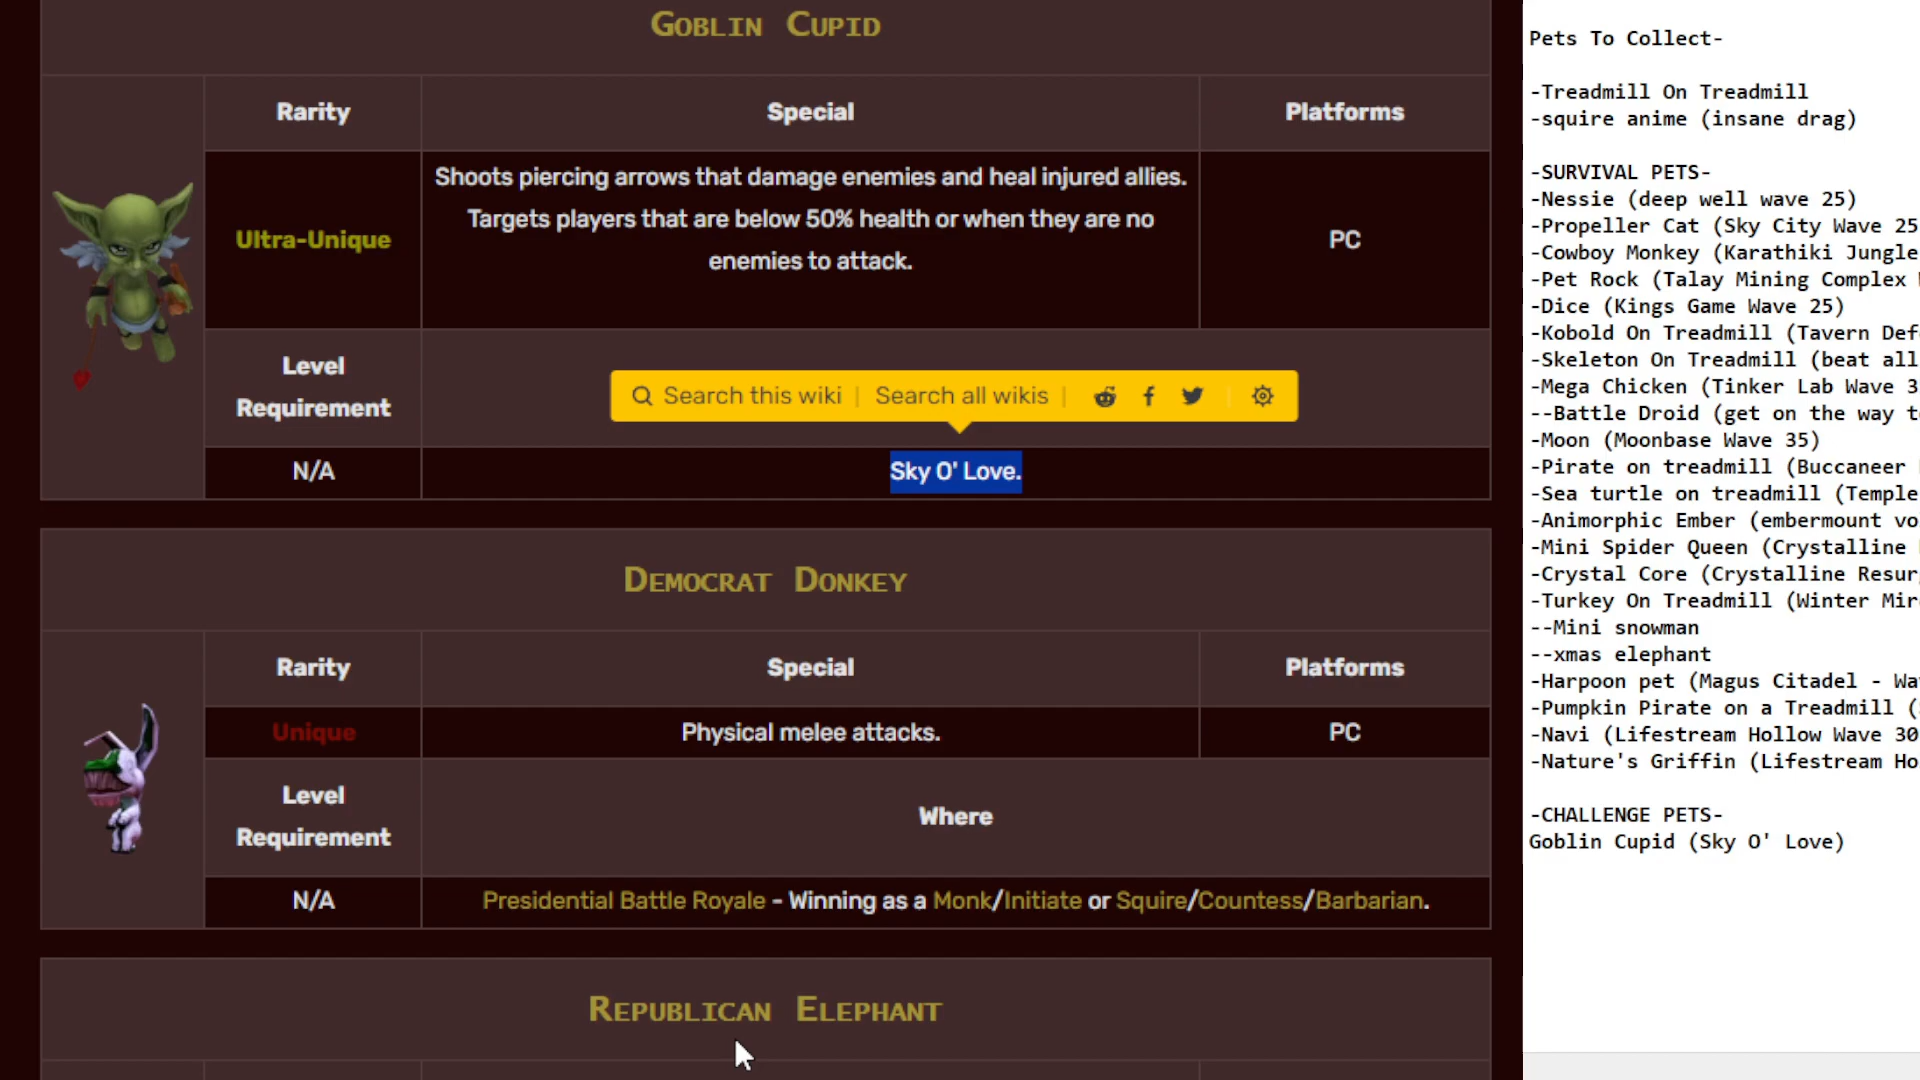 Goblin Cupid
Rarity
Special
Platforms
Ultra-Unique
Shoots piercing arrows that damage enemies and heal injured allies.
Targets players that are below 50% health or when they are no
enemies to attack.
PC
Level
Requirement
Search this wiki
Search all wikis
N/A
Sky O' Love.
Democrat Donkey
Rarity
Special
Platforms
Unique
Physical melee attacks.
PC
Level
Requirement
Where
N/A
Presidential Battle Royale - Winning as a Monk/Initiate or Squire/Countess/Barbarian.
Republican Elephant
Pets To Collect-
-Treadmill On Treadmill
-squire anime (insane drag)
-SURVIVAL PETS-
-Nessie (deep well wave 25)
-Propeller Cat (Sky City Wave 25
-Cowboy Monkey (Karathiki Jungle
-Pet Rock (Talay Mining Complex
-Dice (Kings Game Wave 25)
-Kobold On Treadmill (Tavern Def
-Skeleton On Treadmill (beat all
-Mega Chicken (Tinker Lab Wave 3
--Battle Droid (get on the way t
-Moon (Moonbase Wave 35)
-Pirate on treadmill (Buccaneer
-Sea turtle on treadmill (Temple
-Animorphic Ember (embermount vo
-Mini Spider Queen (Crystalline
-Crystal Core (Crystalline Resur
-Turkey On Treadmill (Winter Mir
--Mini snowman
--xmas elephant
-Harpoon pet (Magus Citadel - Wa
-Pumpkin Pirate on a Treadmill (
-Navi (Lifestream Hollow Wave 30
-Nature's Griffin (Lifestream Ho
-CHALLENGE PETS-
Goblin Cupid (Sky O' Love)